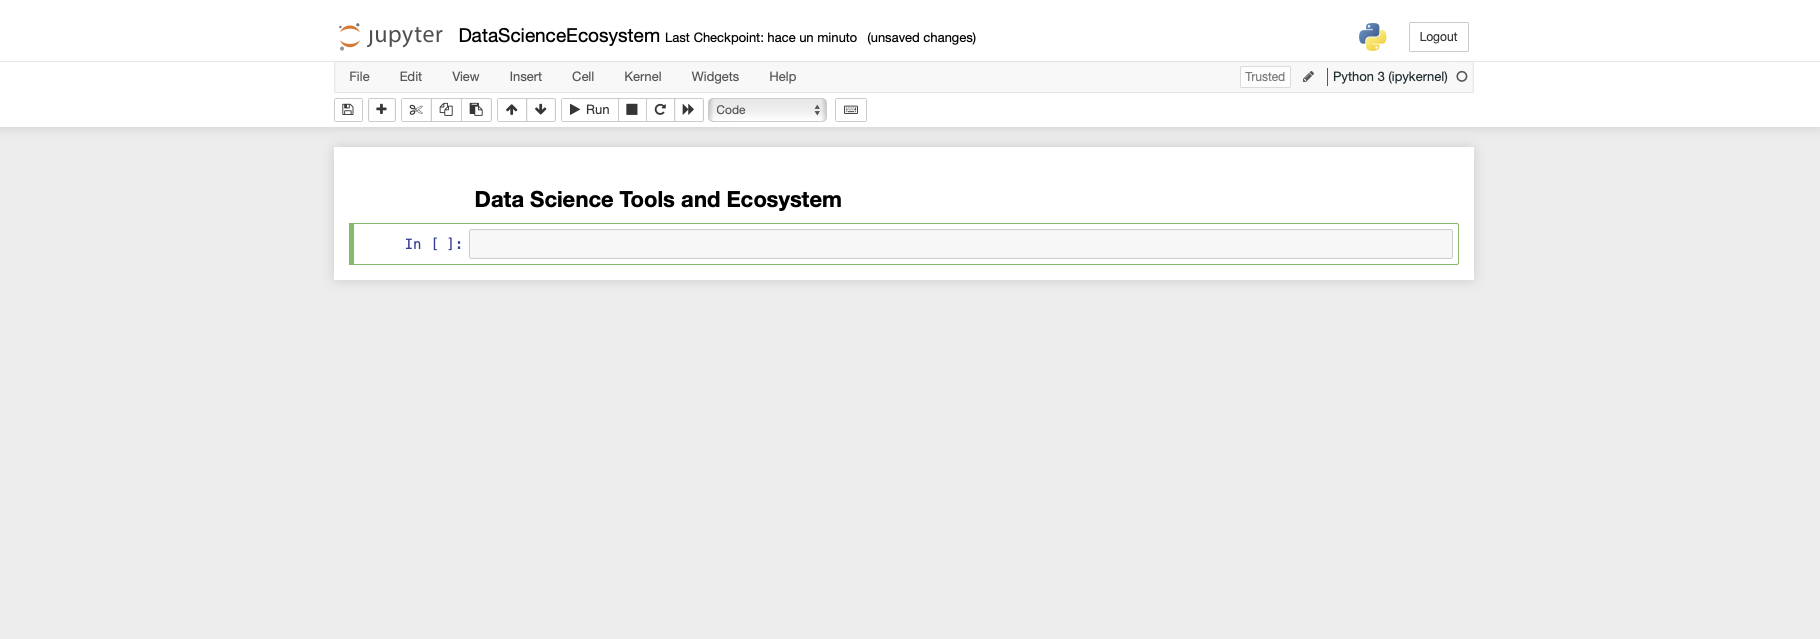 jupyter DataScienceEcosystem Last Checkpoint: hace un minuto (unsaved changes) Logout
File Edit View Insert Cell Kernel Widgets Help Trusted Python 3 (ipykernel)
Run Code
Data Science Tools and Ecosystem
In [ ]: